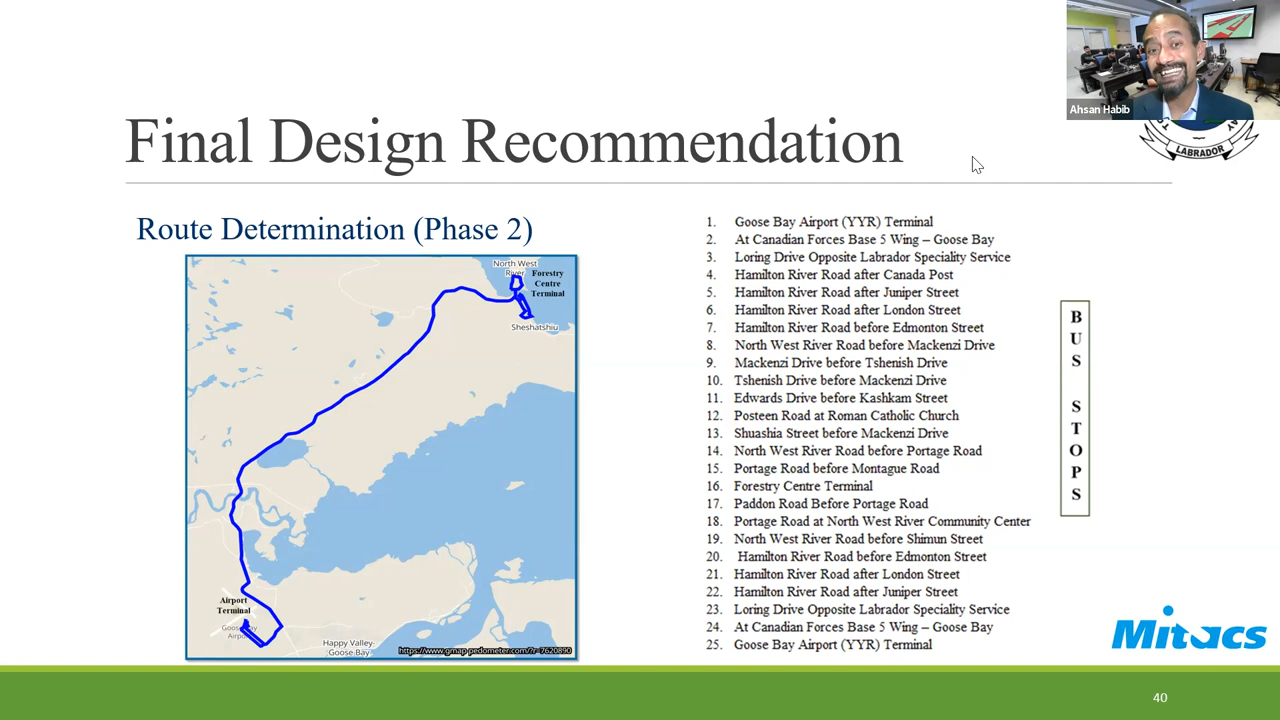 Ahsan Habib
LABRADOR
Final Design Recommendation
Route Determination (Phase 2)
North West
River
Forestry
Centre
Terminal
Sheshatshiu
Airport
Terminal
Goose Bay
Airport
Happy Valley-
Goose Bay
https://www.gmap-pedometer.com/?r=7620890
1. Goose Bay Airport (YYR) Terminal
2. At Canadian Forces Base 5 Wing – Goose Bay
3. Loring Drive Opposite Labrador Speciality Service
4. Hamilton River Road after Canada Post
5. Hamilton River Road after Juniper Street
6. Hamilton River Road after London Street
7. Hamilton River Road before Edmonton Street
8. North West River Road before Mackenzi Drive
9. Mackenzi Drive before Tshenish Drive
10. Tshenish Drive before Mackenzi Drive
11. Edwards Drive before Kashkam Street
12. Posteen Road at Roman Catholic Church
13. Shuashia Street before Mackenzi Drive
14. North West River Road before Portage Road
15. Portage Road before Montague Road
16. Forestry Centre Terminal
17. Paddon Road Before Portage Road
18. Portage Road at North West River Community Center
19. North West River Road before Shimun Street
20. Hamilton River Road before Edmonton Street
21. Hamilton River Road after London Street
22. Hamilton River Road after Juniper Street
23. Loring Drive Opposite Labrador Speciality Service
24. At Canadian Forces Base 5 Wing – Goose Bay
25. Goose Bay Airport (YYR) Terminal
BUS STOPS
Mitacs
40